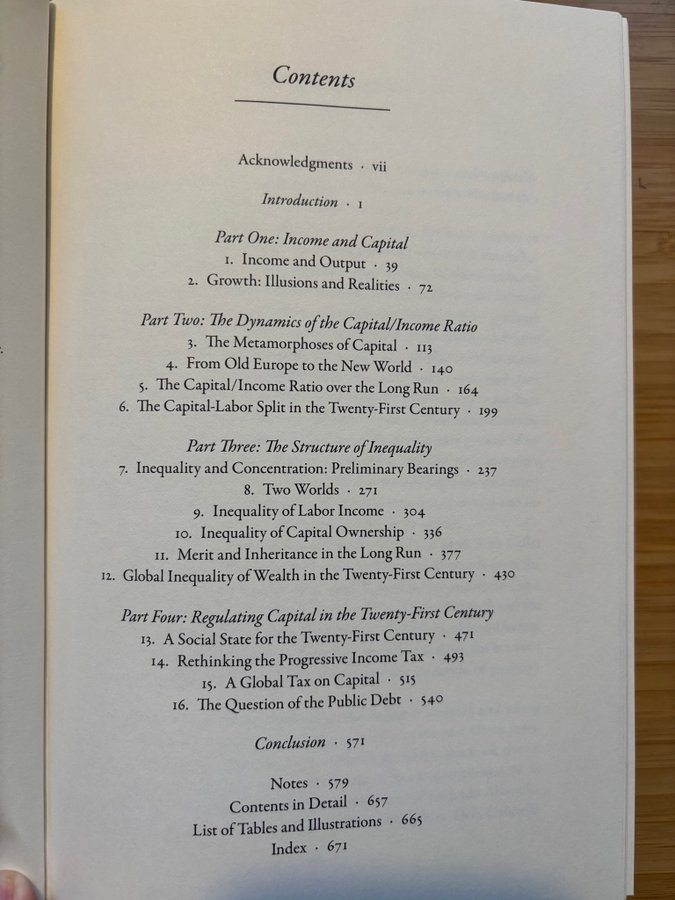 Contents
Acknowledgments · vii
Introduction · 1
Part One: Income and Capital
1. Income and Output · 39
2. Growth: Illusions and Realities · 72
Part Two: The Dynamics of the Capital/Income Ratio
3. The Metamorphoses of Capital · 113
4. From Old Europe to the New World · 140
5. The Capital/Income Ratio over the Long Run · 164
6. The Capital-Labor Split in the Twenty-First Century · 199
Part Three: The Structure of Inequality
7. Inequality and Concentration: Preliminary Bearings · 237
8. Two Worlds · 271
9. Inequality of Labor Income · 304
10. Inequality of Capital Ownership · 336
11. Merit and Inheritance in the Long Run · 377
12. Global Inequality of Wealth in the Twenty-First Century · 430
Part Four: Regulating Capital in the Twenty-First Century
13. A Social State for the Twenty-First Century · 471
14. Rethinking the Progressive Income Tax · 493
15. A Global Tax on Capital · 515
16. The Question of the Public Debt · 540
Conclusion · 571
Notes · 579
Contents in Detail · 657
List of Tables and Illustrations · 665
Index · 671